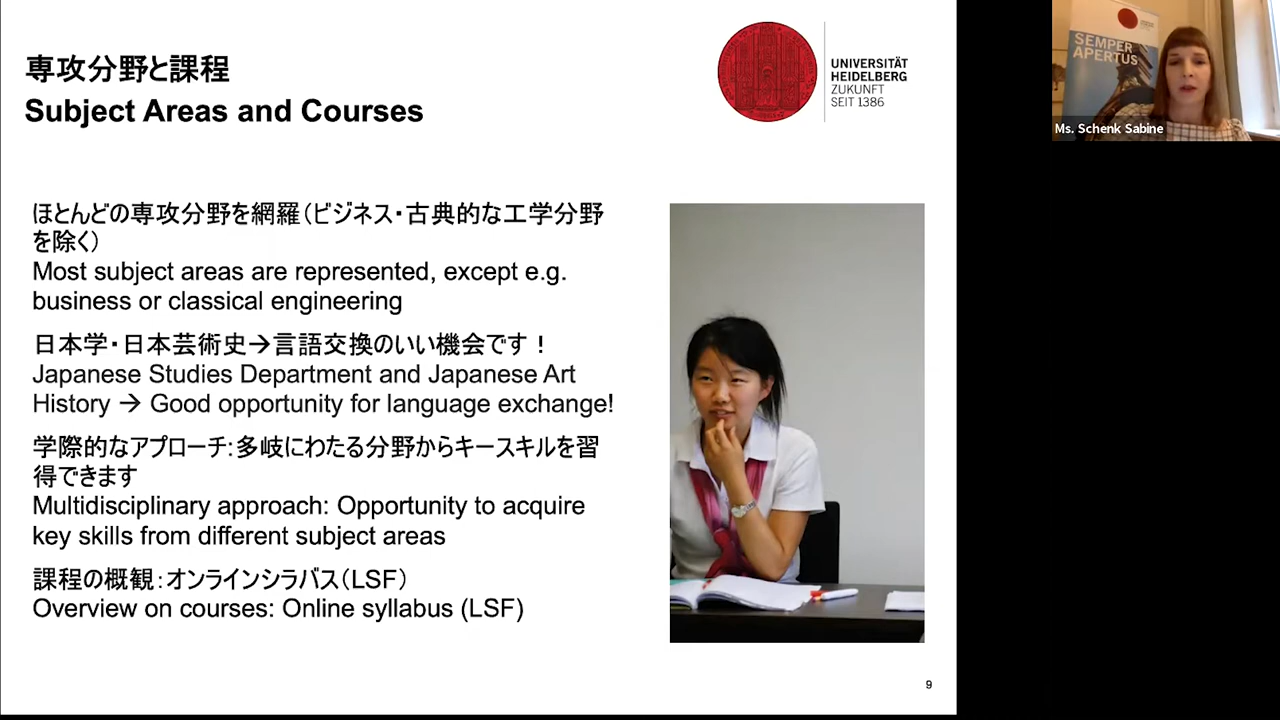 専攻分野と課程
Subject Areas and Courses
UNIVERSITÄT
HEIDELBERG
ZUKUNFT
SEIT 1386
ほとんどの専攻分野を網羅（ビジネス・古典的な工学分野
を除く）
Most subject areas are represented, except e.g.
business or classical engineering
日本学・日本芸術史→言語交換のいい機会です！
Japanese Studies Department and Japanese Art
History → Good opportunity for language exchange!
学際的なアプローチ：多岐にわたる分野からキースキルを習
得できます
Multidisciplinary approach: Opportunity to acquire
key skills from different subject areas
課程の概観：オンラインシラバス（LSF）
Overview on courses: Online syllabus (LSF)
9
SEMPER
APERTUS
Ms. Schenk Sabine